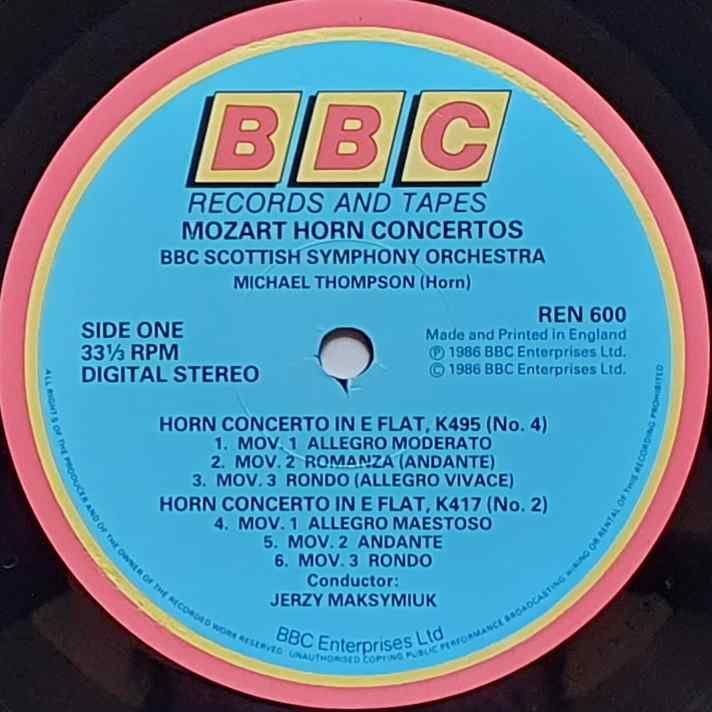 BBC
RECORDS AND TAPES
MOZART HORN CONCERTOS
BBC SCOTTISH SYMPHONY ORCHESTRA
MICHAEL THOMPSON (Horn)
SIDE ONE
33⅓ RPM
DIGITAL STEREO
REN 600
Made and Printed in England
Ⓟ 1986 BBC Enterprises Ltd.
© 1986 BBC Enterprises Ltd.
HORN CONCERTO IN E FLAT, K495 (No. 4)
1. MOV. 1 ALLEGRO MODERATO
2. MOV. 2 ROMANZA (ANDANTE)
3. MOV. 3 RONDO (ALLEGRO VIVACE)
HORN CONCERTO IN E FLAT, K417 (No. 2)
4. MOV. 1 ALLEGRO MAESTOSO
5. MOV. 2 ANDANTE
6. MOV. 3 RONDO
Conductor:
JERZY MAKSYMIUK
BBC Enterprises Ltd
ALL RIGHTS OF THE PRODUCER AND OF THE OWNER OF THE RECORDED WORK RESERVED · UNAUTHORISED COPYING PUBLIC PERFORMANCE BROADCASTING HIRING OR RENTAL OF THIS RECORDING PROHIBITED